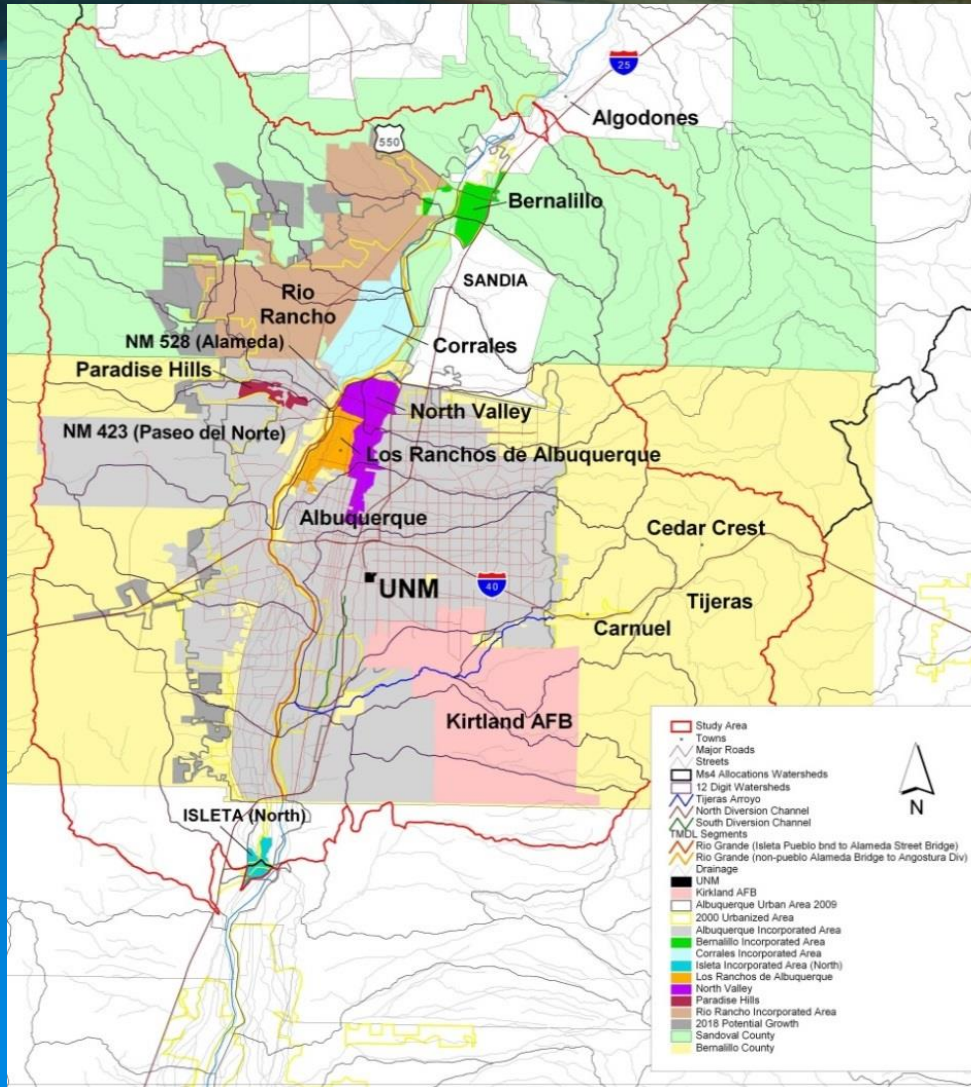 25
Algodones
550
Bernalillo
SANDIA
Rio
Rancho
NM 528 (Alameda)
Corrales
Paradise Hills
North Valley
NM 423 (Paseo del Norte)
Los Ranchos de Albuquerque
Albuquerque
Cedar Crest
UNM
40
Tijeras
Carnuel
Kirtland AFB
ISLETA (North)
Study Area
Towns
Major Roads
Streets
Ms4 Allocations Watersheds
12 Digit Watersheds
Tijeras Arroyo
North Diversion Channel
South Diversion Channel
TMDL Segments
Rio Grande (Isleta Pueblo bnd to Alameda Street Bridge)
Rio Grande (non-pueblo Alameda Bridge to Angostura Div)
Drainage
UNM
Kirkland AFB
Albuquerque Urban Area 2009
2000 Urbanized Area
Albuquerque Incorporated Area
Bernalillo Incorporated Area
Corrales Incorporated Area
Isleta Incorporated Area (North)
Los Ranchos de Albuquerque
North Valley
Paradise Hills
Rio Rancho Incorporated Area
2018 Potential Growth
Sandoval County
Bernalillo County
N